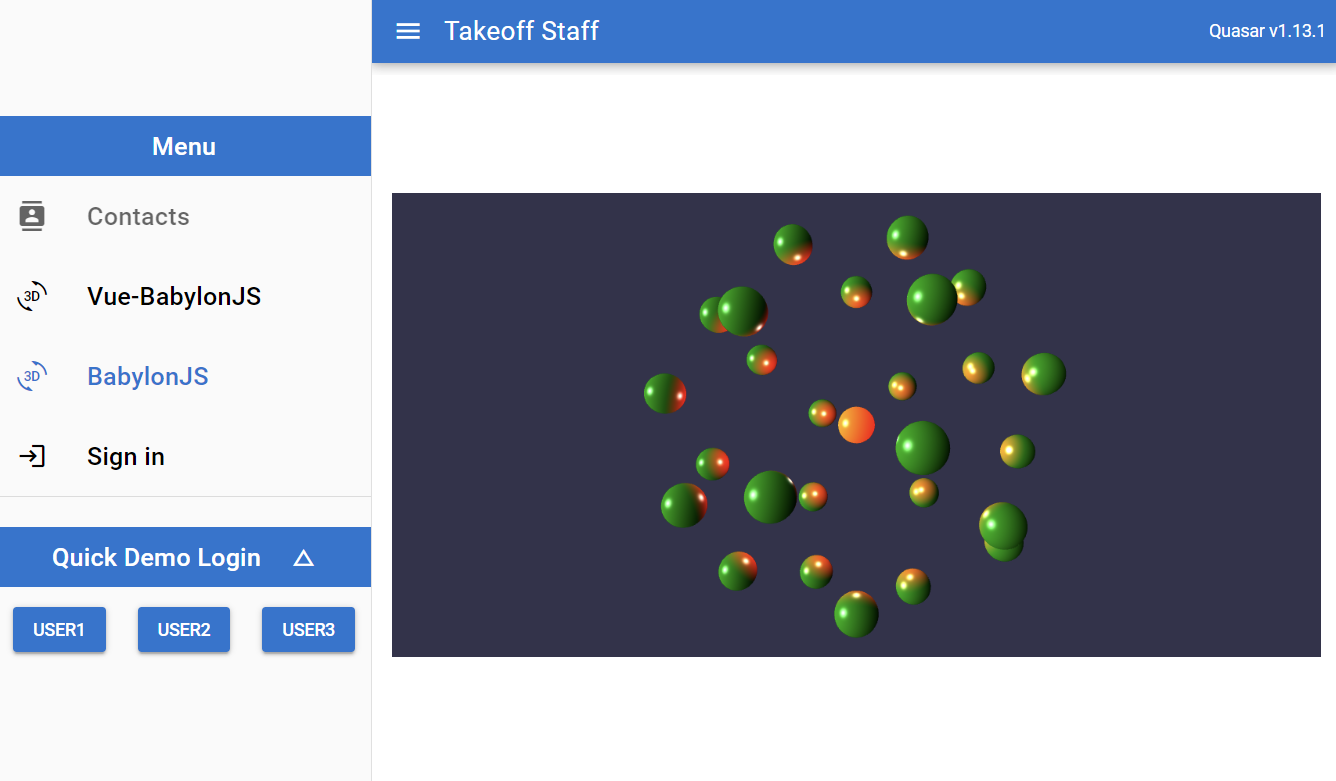 Takeoff Staff
Quasar v1.13.1
Menu
Contacts
3D
Vue-BabylonJS
3D
BabylonJS
Sign in
Quick Demo Login
USER1
USER2
USER3